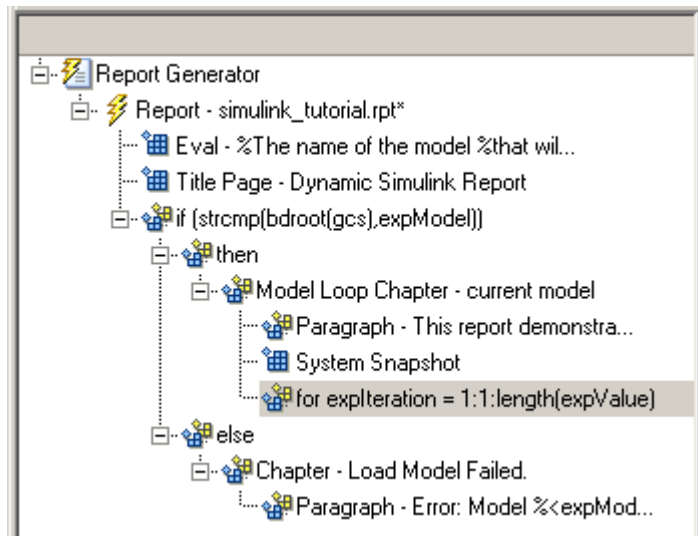 Report Generator
Report - simulink_tutorial.rpt*
Eval - %The name of the model %that wil...
Title Page - Dynamic Simulink Report
if (strcmp(bdroot(gcs),expModel))
then
Model Loop Chapter - current model
Paragraph - This report demonstra...
System Snapshot
for expIteration = 1:1:length(expValue)
else
Chapter - Load Model Failed.
Paragraph - Error: Model %<expMod...